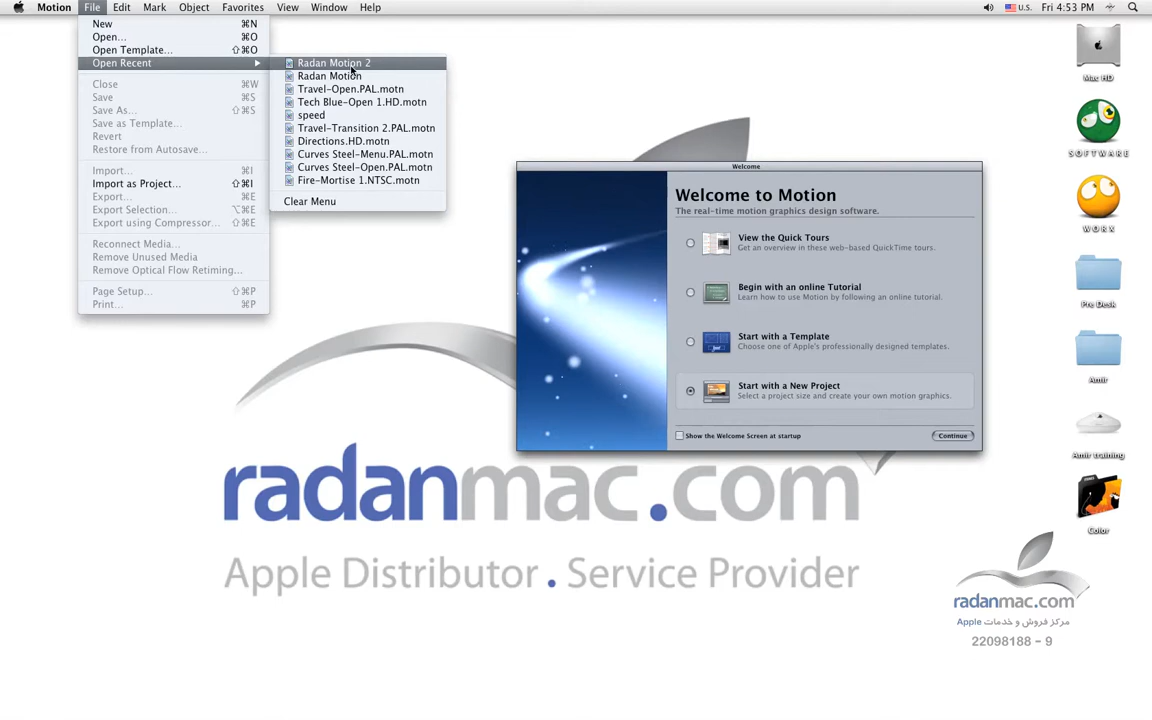 Motion File Edit Mark Object Favorites View Window Help U.S. Fri 4:53 PM
New ⌘N
Open... ⌘O
Open Template... ⇧⌘O
Open Recent
Close ⌘W
Save ⌘S
Save As... ⇧⌘S
Save as Template...
Revert
Restore from Autosave...
Import... ⌘I
Import as Project... ⇧⌘I
Export... ⌘E
Export Selection... ⌥⌘E
Export using Compressor... ⇧⌘E
Reconnect Media...
Remove Unused Media
Remove Optical Flow Retiming...
Page Setup... ⇧⌘P
Print... ⌘P
Radan Motion 2
Radan Motion
Travel-Open.PAL.motn
Tech Blue-Open 1.HD.motn
speed
Travel-Transition 2.PAL.motn
Directions.HD.motn
Curves Steel-Menu.PAL.motn
Curves Steel-Open.PAL.motn
Fire-Mortise 1.NTSC.motn
Clear Menu
Welcome
Welcome to Motion
The real-time motion graphics design software.
View the Quick Tours
Get an overview in these web-based QuickTime tours.
Begin with an online Tutorial
Learn how to use Motion by following an online tutorial.
Start with a Template
Choose one of Apple's professionally designed templates.
Start with a New Project
Select a project size and create your own motion graphics.
Show the Welcome Screen at startup
Continue
Mac HD
SOFTWARE
WORX
Pre Desk
Amir
Amir training
Color
radanmac.com
Apple Distributor . Service Provider
radanmac.com
مرکز فروش و خدمات Apple
22098188 - 9